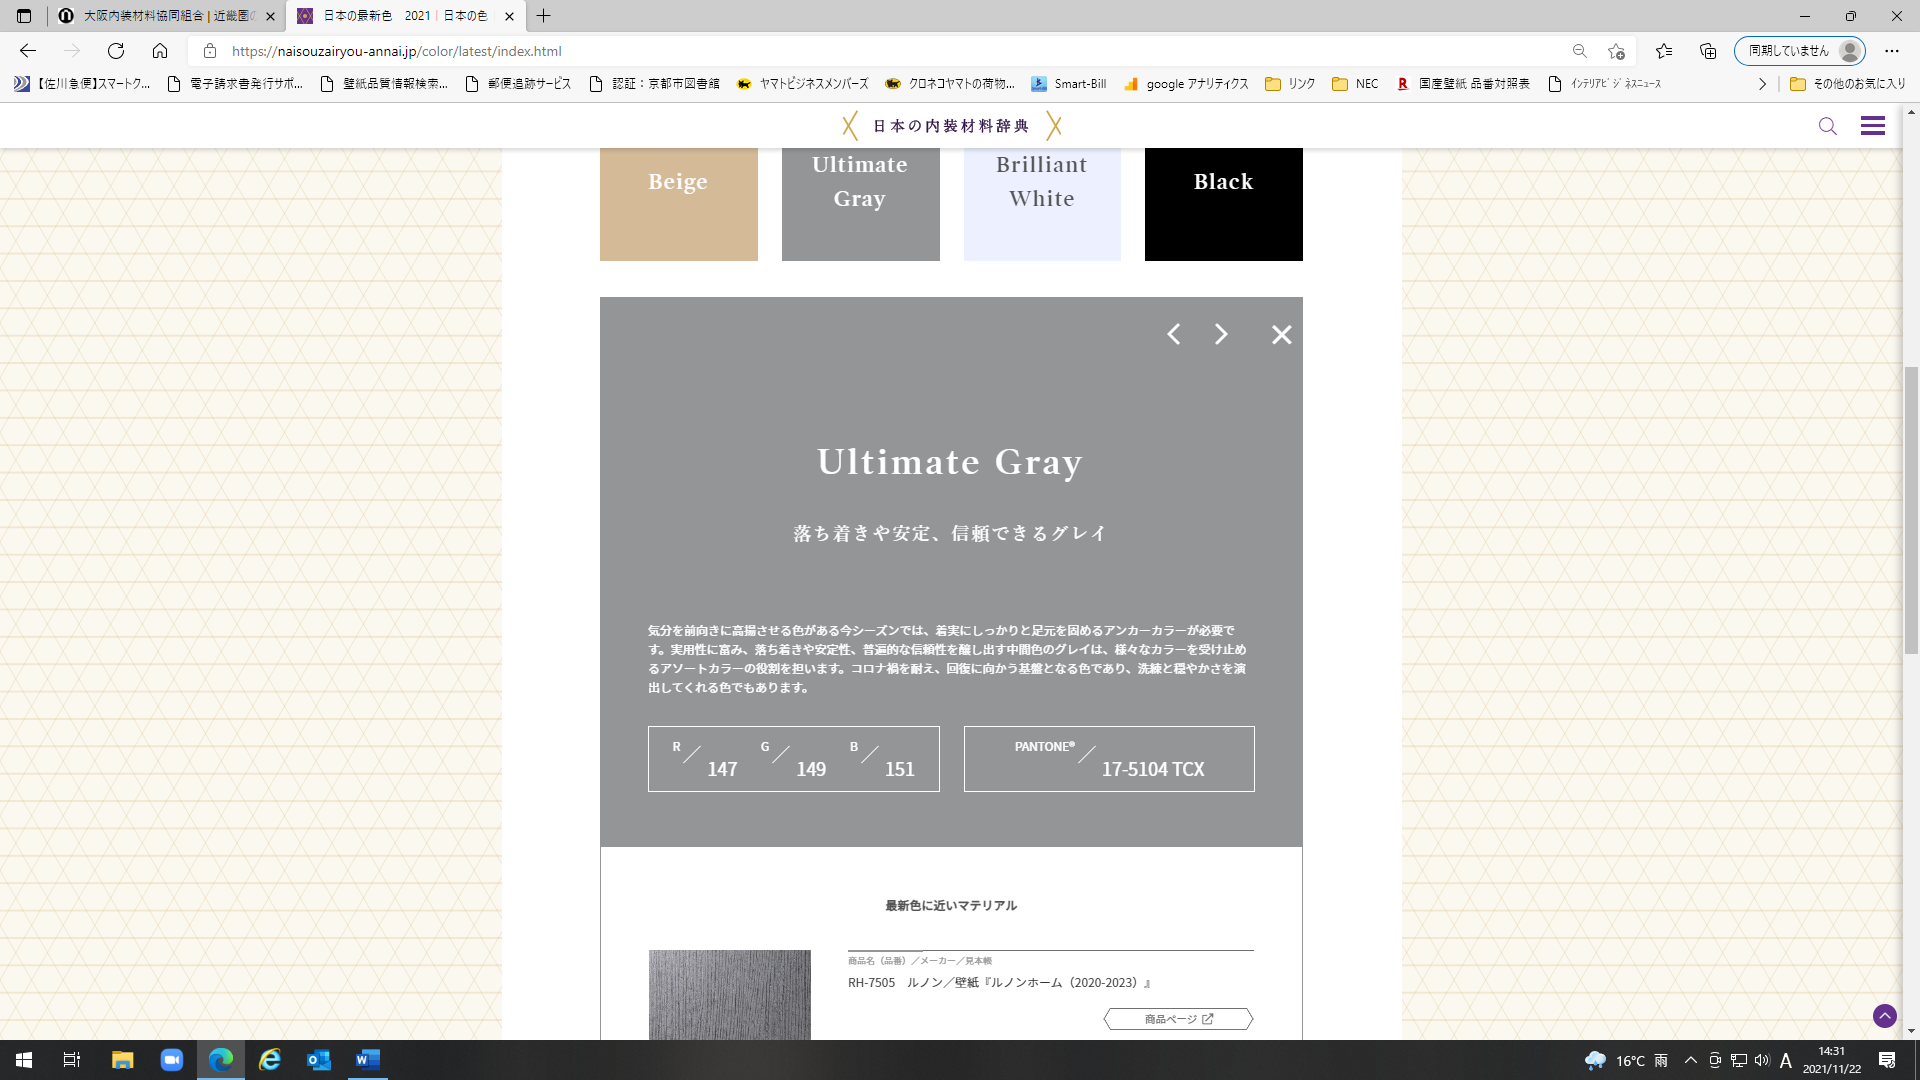 大阪内装材料協同組合 | 近畿圏の
日本の最新色　2021｜日本の色
https://naisouzairyou-annai.jp/color/latest/index.html
同期していません
【佐川急便】スマートク...
電子請求書発行サポ...
壁紙品質情報検索...
郵便追跡サービス
認証：京都市図書館
ヤマトビジネスメンバーズ
クロネコヤマトの荷物...
Smart-Bill
google アナリティクス
リンク
NEC
国産壁紙 品番対照表
ｲﾝﾃﾘｱﾋﾞｼﾞﾈｽﾆｭｰｽ
その他のお気に入り
日本の内装材料辞典
Beige
Ultimate
Gray
Brilliant
White
Black
Ultimate Gray
落ち着きや安定、信頼できるグレイ
気分を前向きに高揚させる色がある今シーズンでは、着実にしっかりと足元を固めるアンカーカラーが必要で
す。実用性に富み、落ち着きや安定性、普遍的な信頼性を醸し出す中間色のグレイは、様々なカラーを受け止め
るアソートカラーの役割を担います。コロナ禍を耐え、回復に向かう基盤となる色であり、洗練と穏やかさを演
出してくれる色でもあります。
R／147 G／149 B／151
PANTONE®／17-5104 TCX
最新色に近いマテリアル
商品名（品番）／メーカー／見本帳
RH-7505　ルノン／壁紙『ルノンホーム（2020-2023）』
商品ページ
16°C 雨
A
14:31
2021/11/22